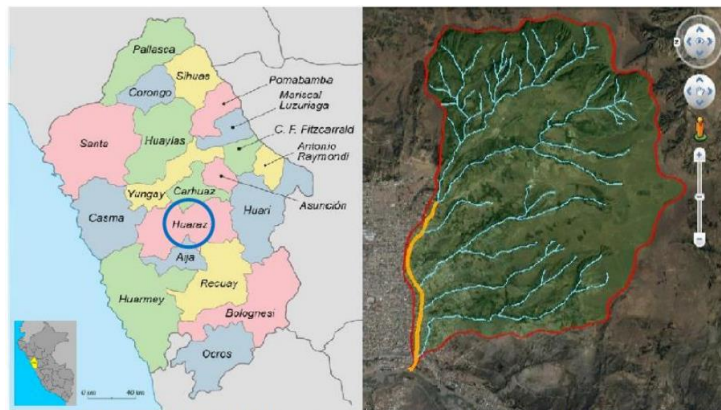 Pallasca
Sihuas
Pomabamba
Corongo
Mariscal
Luzuriaga
C. F. Fitzcarrald
Santa
Huaylas
Antonio
Raymondi
Yungay
Carhuaz
Asunción
Casma
Huari
Huaraz
Aija
Recuay
Huarmey
Bolognesi
Ocros